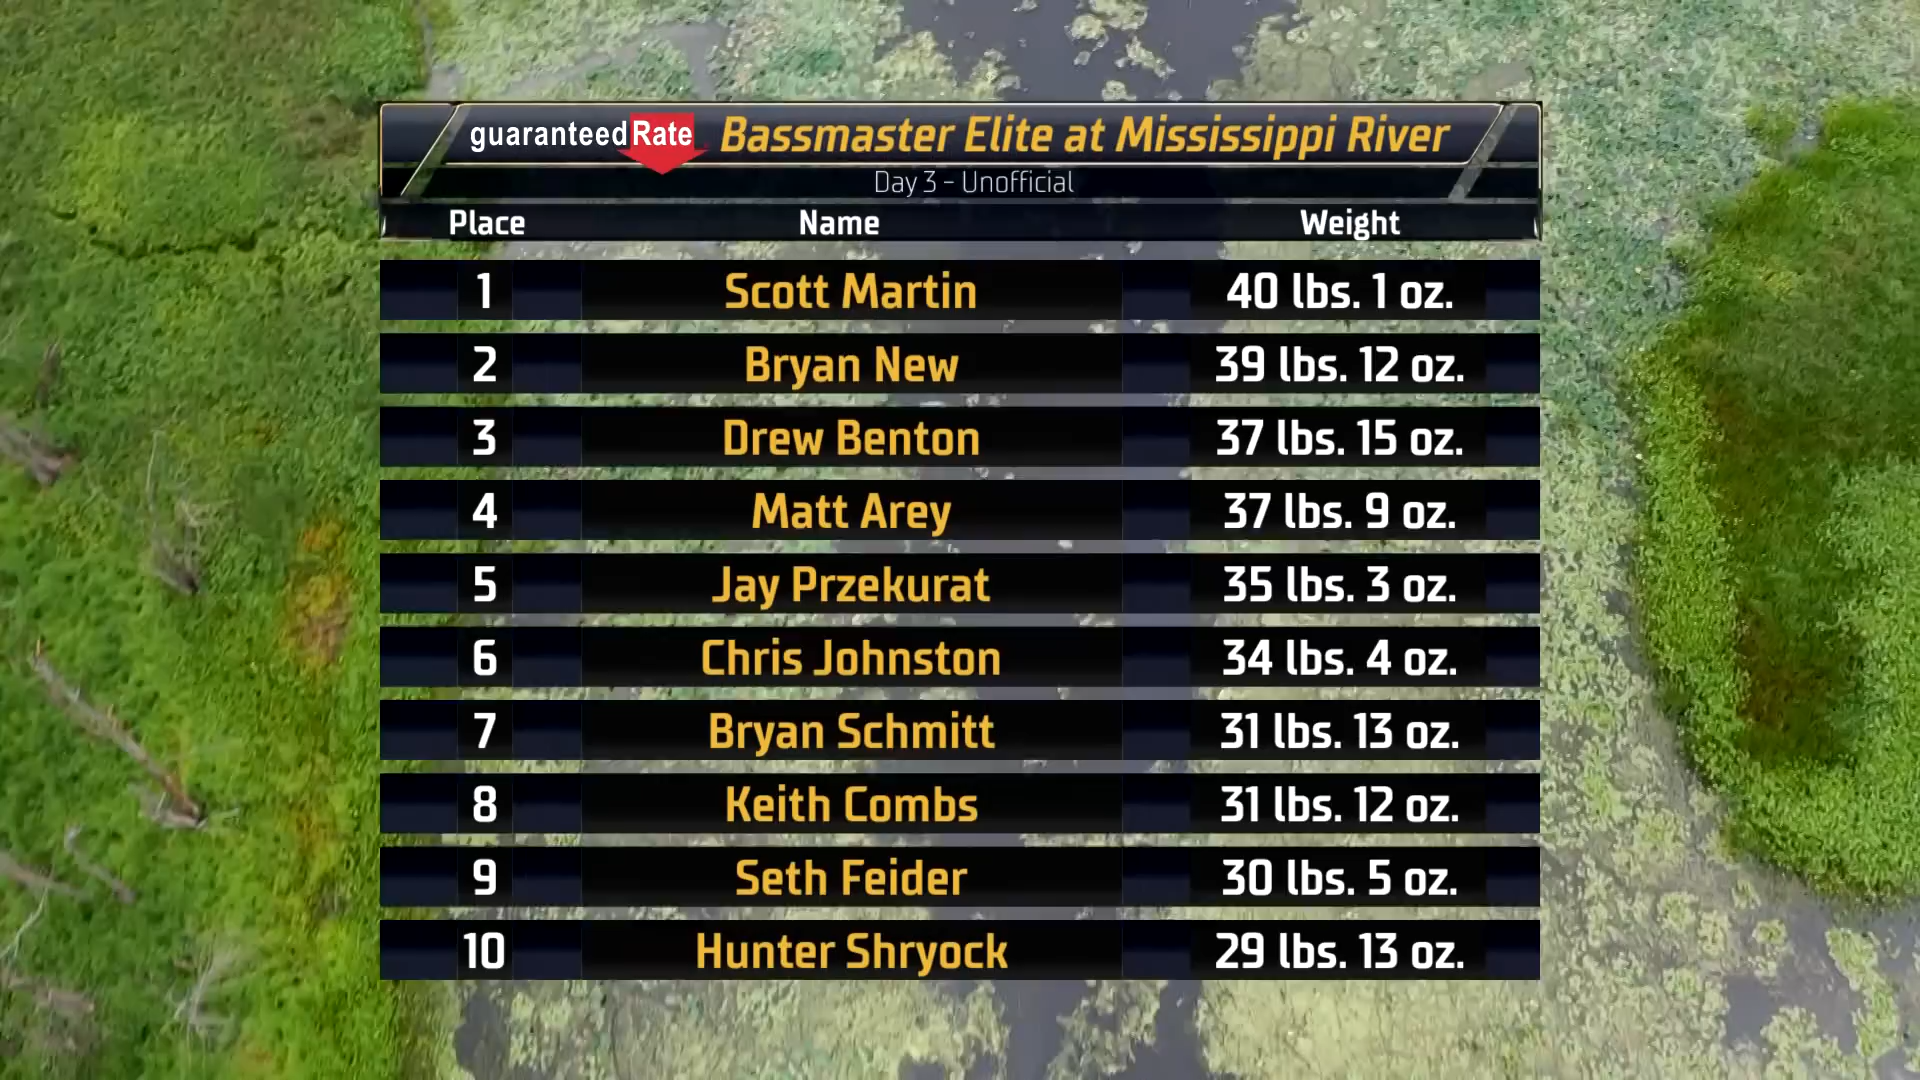 guaranteedRate Bassmaster Elite at Mississippi River
Day 3 - Unofficial
Place Name Weight
1 Scott Martin 40 lbs. 1 oz.
2 Bryan New 39 lbs. 12 oz.
3 Drew Benton 37 lbs. 15 oz.
4 Matt Arey 37 lbs. 9 oz.
5 Jay Przekurat 35 lbs. 3 oz.
6 Chris Johnston 34 lbs. 4 oz.
7 Bryan Schmitt 31 lbs. 13 oz.
8 Keith Combs 31 lbs. 12 oz.
9 Seth Feider 30 lbs. 5 oz.
10 Hunter Shryock 29 lbs. 13 oz.